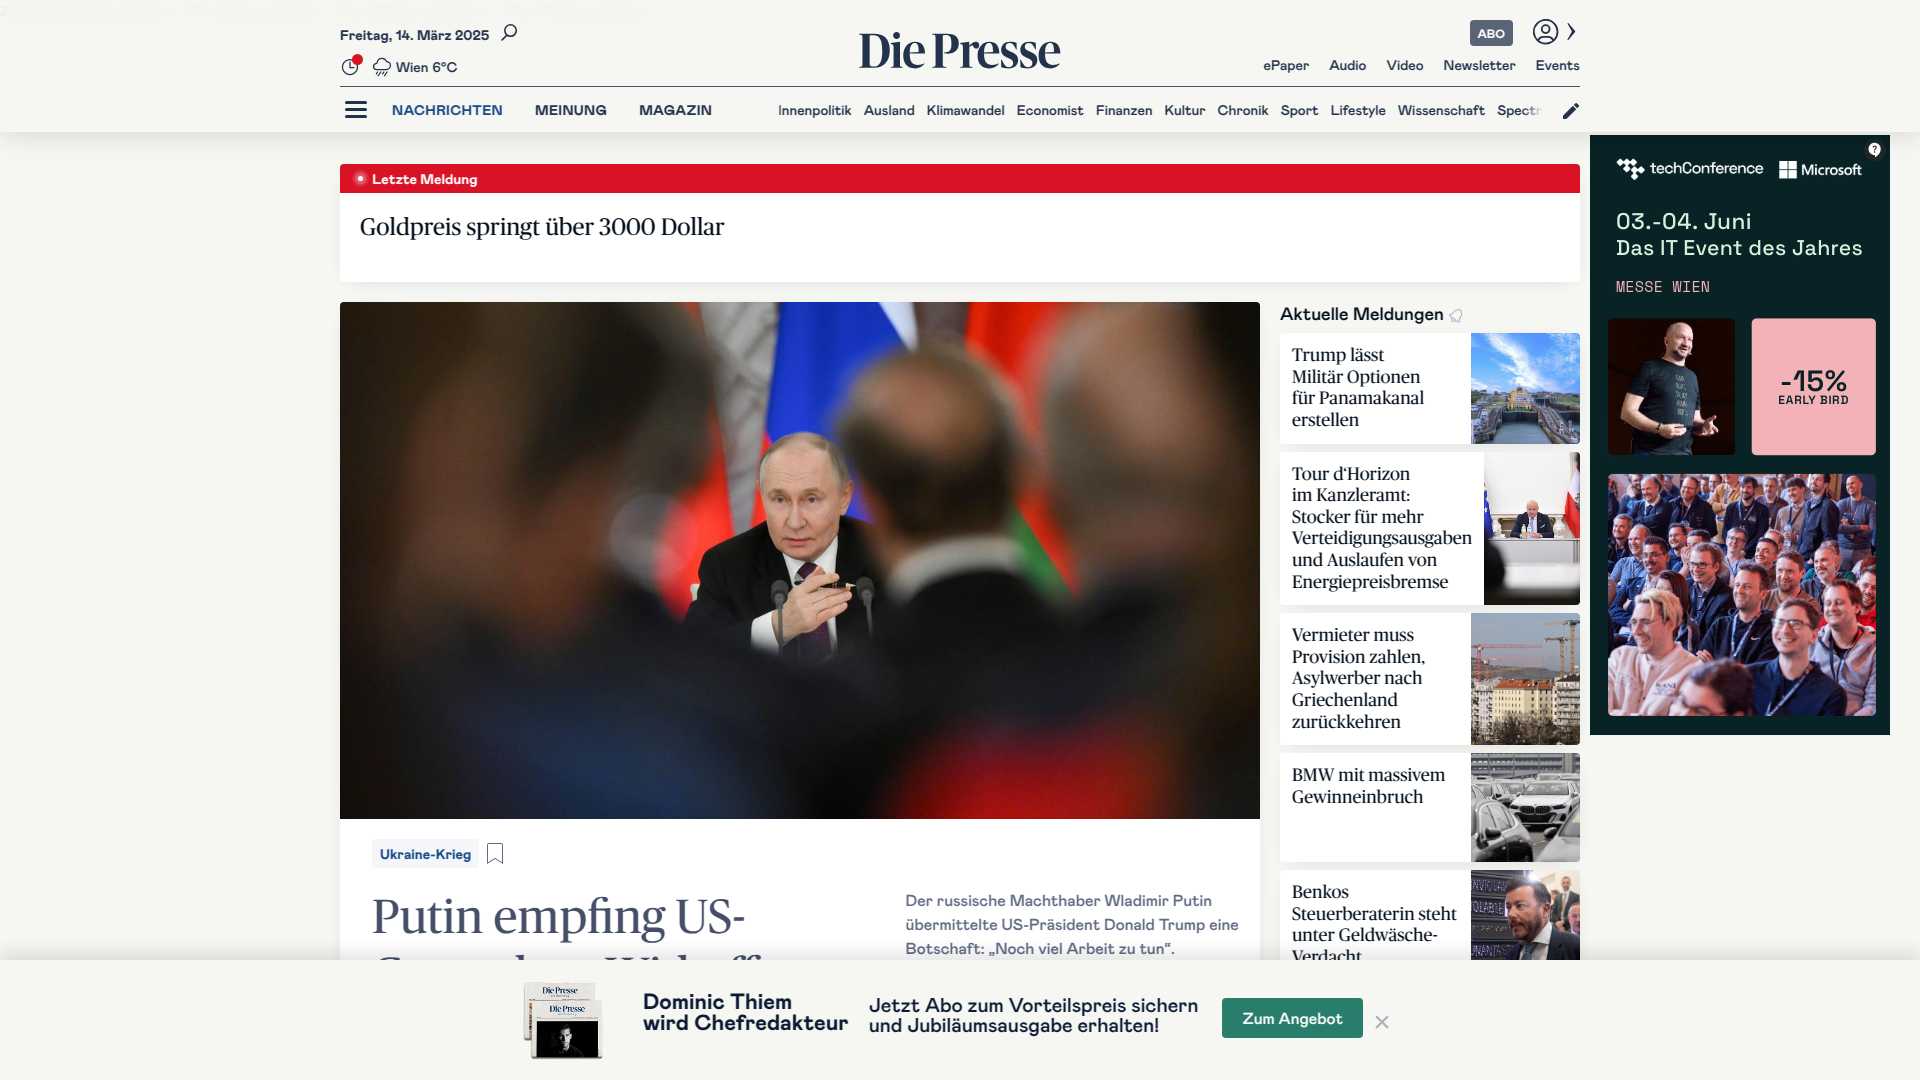 Freitag, 14. März 2025
Wien 6°C
Die Presse
ABO
ePaper Audio Video Newsletter Events
NACHRICHTEN MEINUNG MAGAZIN
Innenpolitik Ausland Klimawandel Economist Finanzen Kultur Chronik Sport Lifestyle Wissenschaft Spectr
Letzte Meldung
Goldpreis springt über 3000 Dollar
Ukraine-Krieg
Putin empfing US-
Der russische Machthaber Wladimir Putin
übermittelte US-Präsident Donald Trump eine
Botschaft: „Noch viel Arbeit zu tun“.
Aktuelle Meldungen
Trump lässt
Militär Optionen
für Panamakanal
erstellen
Tour d‘Horizon
im Kanzleramt:
Stocker für mehr
Verteidigungsausgaben
und Auslaufen von
Energiepreisbremse
Vermieter muss
Provision zahlen,
Asylwerber nach
Griechenland
zurückkehren
BMW mit massivem
Gewinneinbruch
Benkos
Steuerberaterin steht
unter Geldwäsche-
Verdacht
techConference Microsoft
03.-04. Juni
Das IT Event des Jahres
MESSE WIEN
-15%
EARLY BIRD
Die Presse
Die Presse
Dominic Thiem
wird Chefredakteur
Jetzt Abo zum Vorteilspreis sichern
und Jubiläumsausgabe erhalten!
Zum Angebot